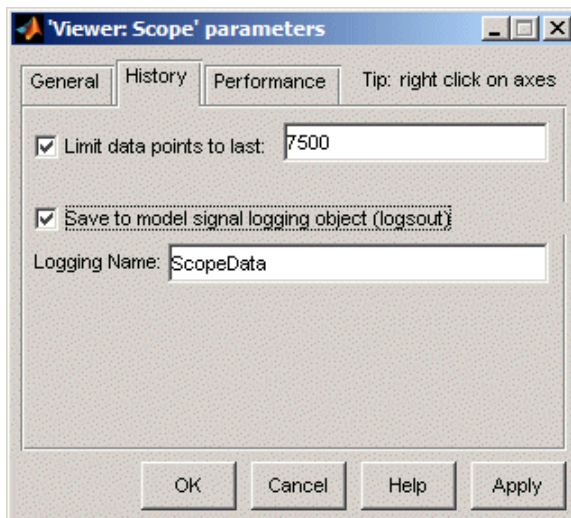 'Viewer: Scope' parameters
General History Performance Tip: right click on axes
Limit data points to last: 7500
Save to model signal logging object (logsout)
Logging Name: ScopeData
OK Cancel Help Apply